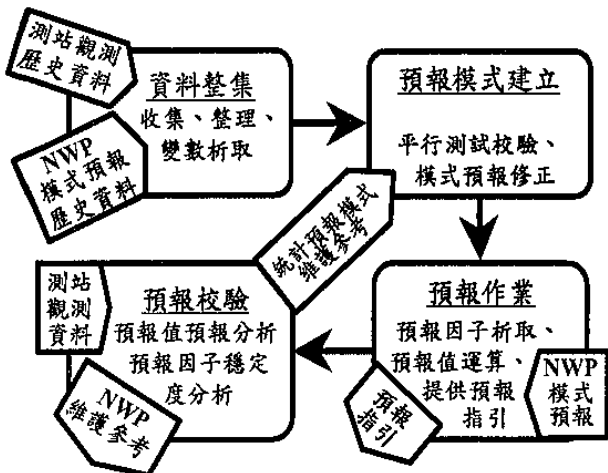 測站觀測
歷史資料
資料整集
收集、整理、
變數析取
NWP
模式預報
歷史資料
預報模式建立
平行測試校驗、
模式預報修正
統計預報模式
維護參考
測站
觀測
資料
預報校驗
預報值預報分析
預報因子穩定
度分析
NWP
維護參考
預報作業
預報因子析取、
預報值運算、
提供預報
指引
預報
指引
NWP
模式
預報